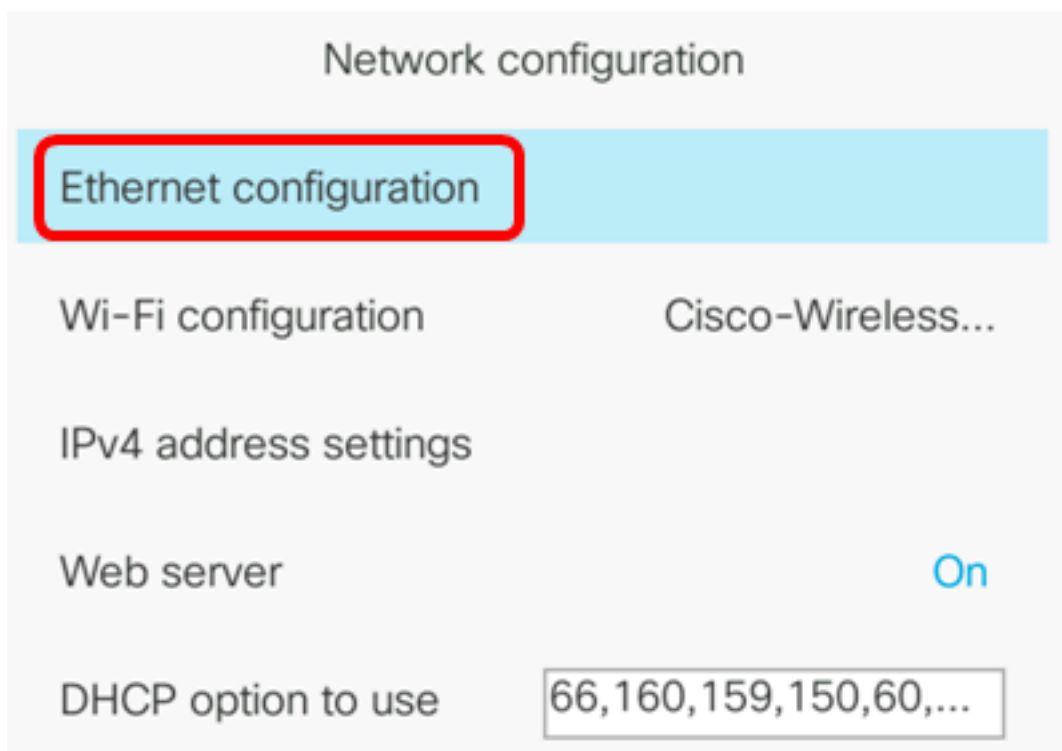 Network configuration
Ethernet configuration
Wi-Fi configuration Cisco-Wireless...
IPv4 address settings
Web server On
DHCP option to use 66,160,159,150,60,...